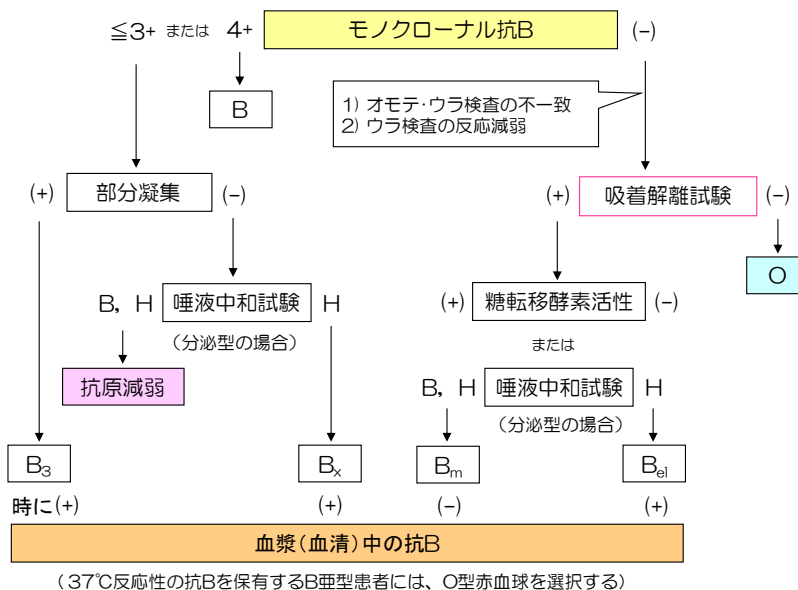 ≦3+ または 4+ モノクローナル抗B (−)
B
1) オモテ・ウラ検査の不一致
2) ウラ検査の反応減弱
(+) 部分凝集 (−)
(+) 吸着解離試験 (−)
O
B, H 唾液中和試験 H
(分泌型の場合)
(+) 糖転移酵素活性 (−)
または
抗原減弱
B, H 唾液中和試験 H
(分泌型の場合)
B₃ Bₓ Bₘ Bel
時に(+) (+) (−) (+)
血漿(血清)中の抗B
(37℃反応性の抗Bを保有するB亜型患者には、O型赤血球を選択する)